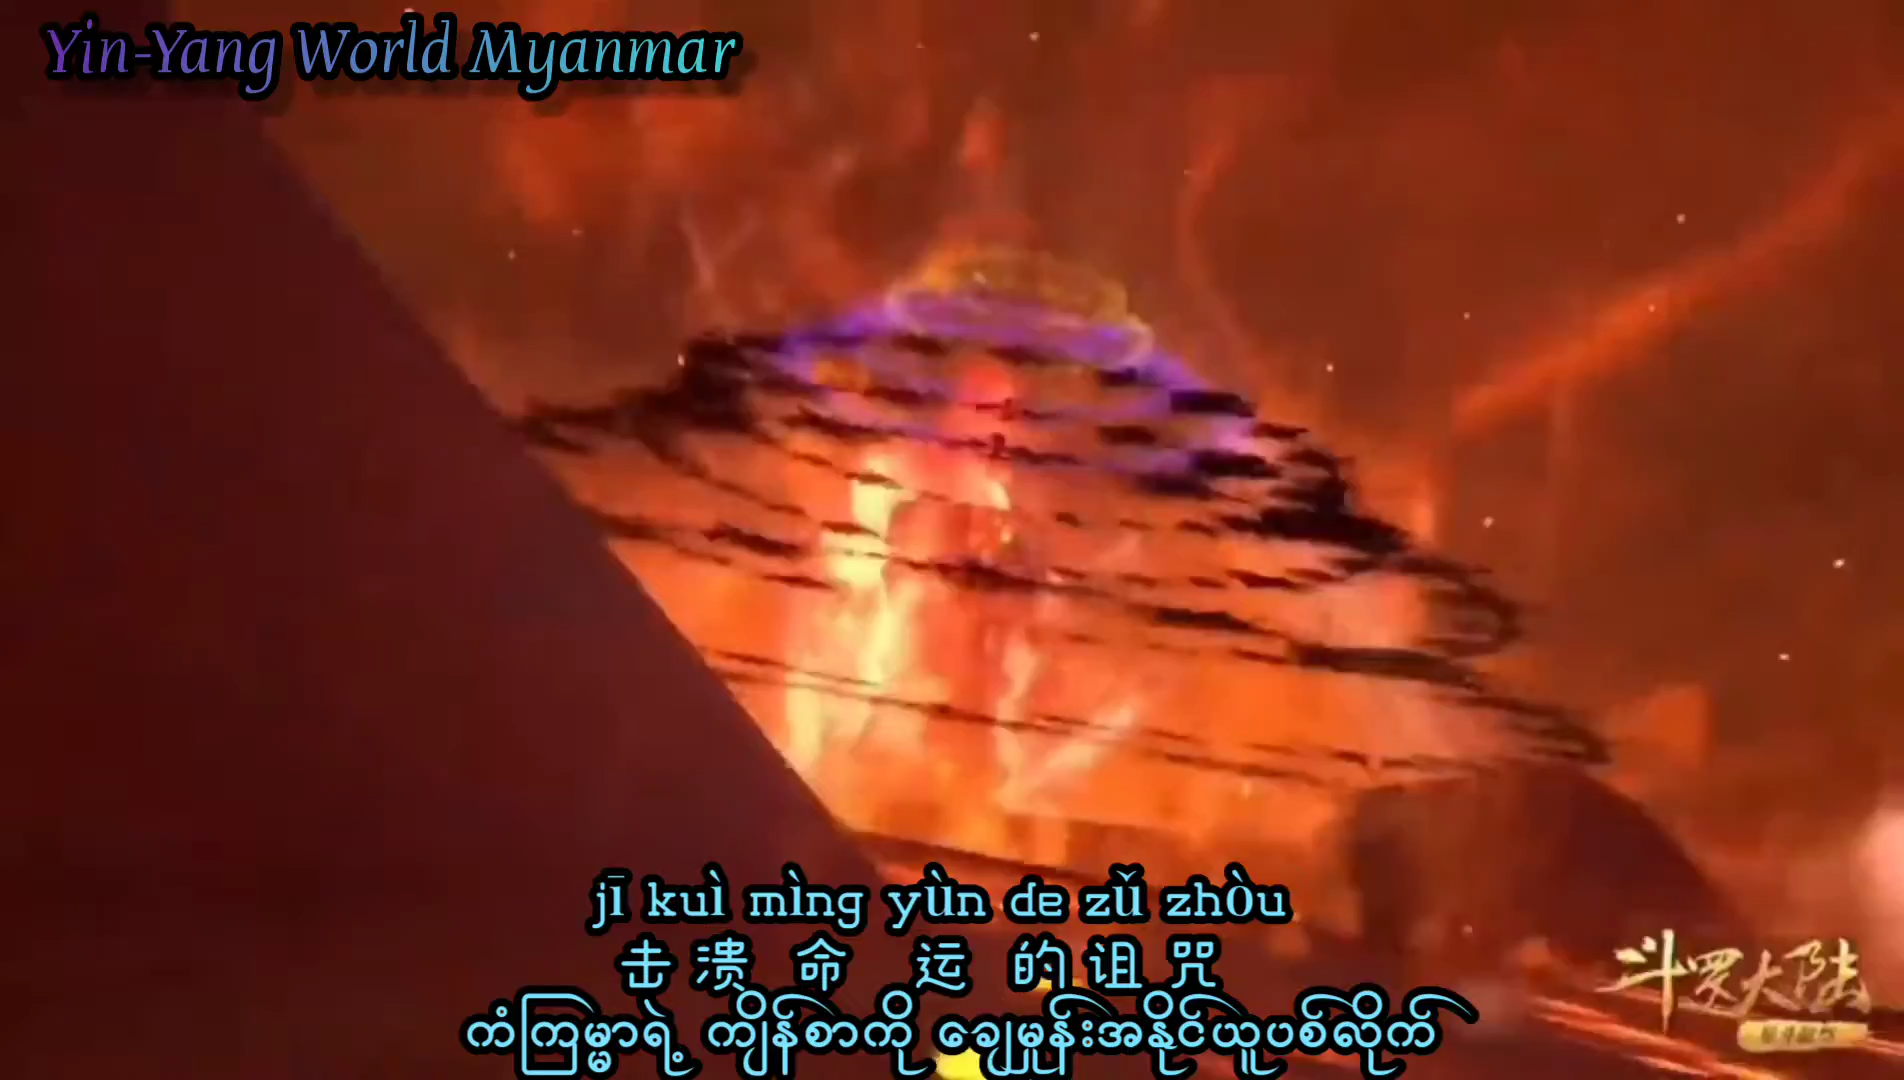 Yin-Yang World Myanmar
jī kuì mìng yùn de zǔ zhòu
击溃命运的诅咒
ကံကြမ္မာရဲ့ ကျိန်စာကို ချေမှုန်းအနိုင်ယူပစ်လိုက်
斗罗大陆